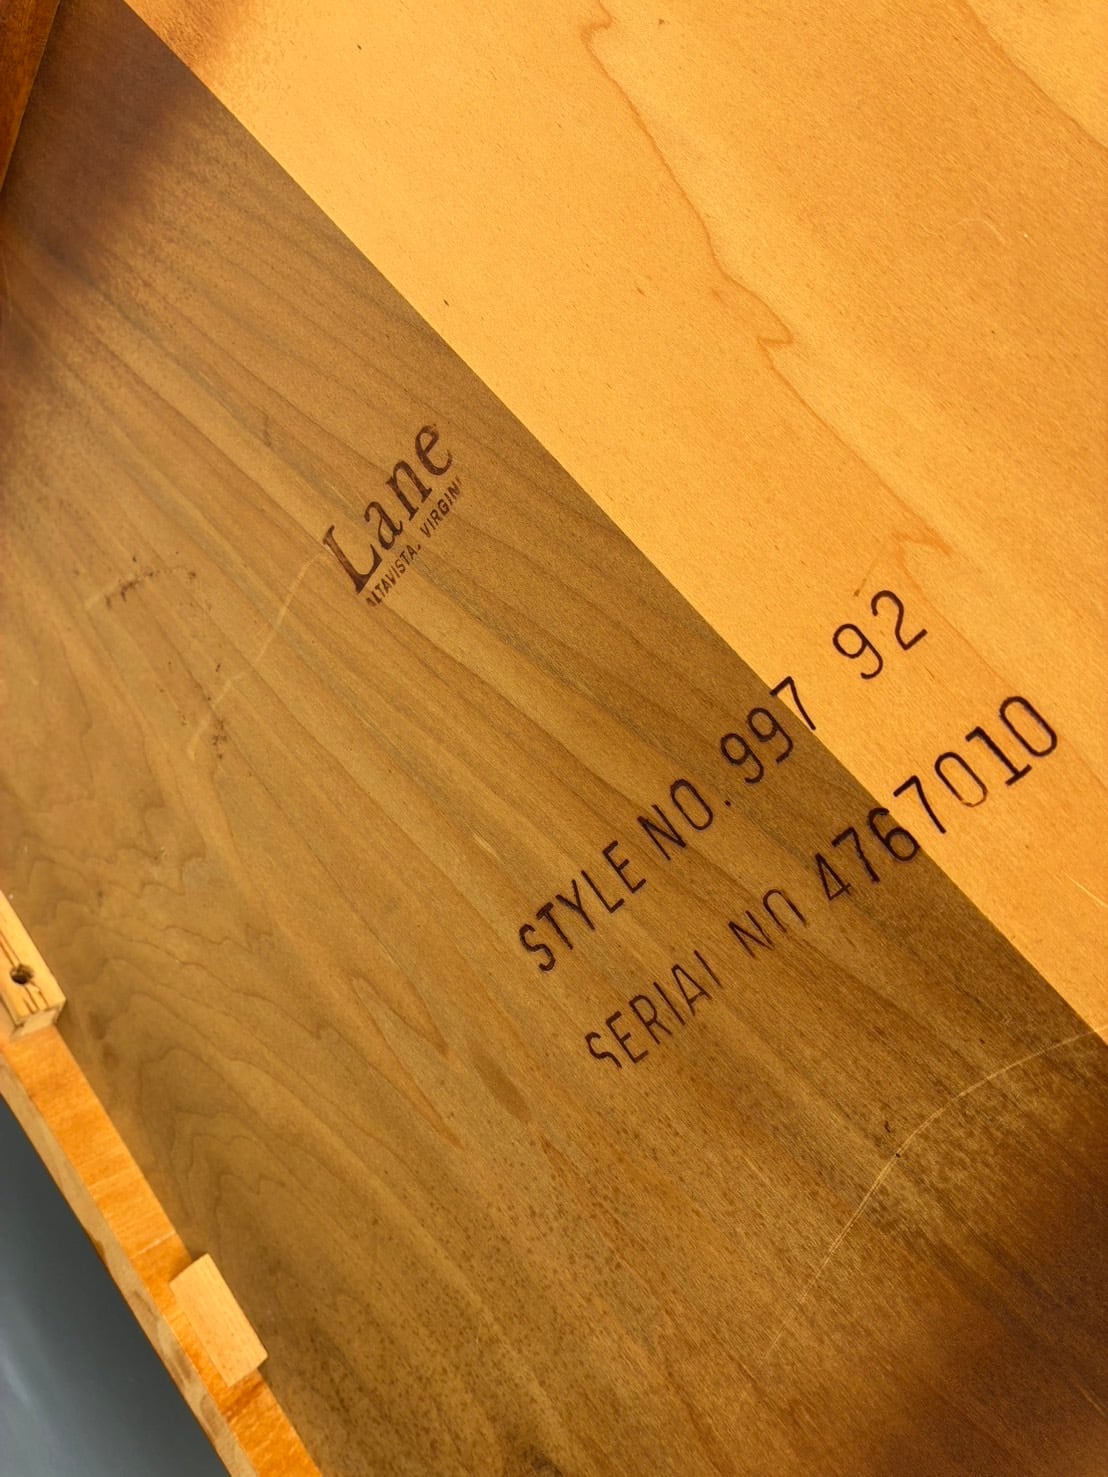 Lane
ALTAVISTA, VIRGINI
STYLE NO. 997 92
SERIAL NO 4767010